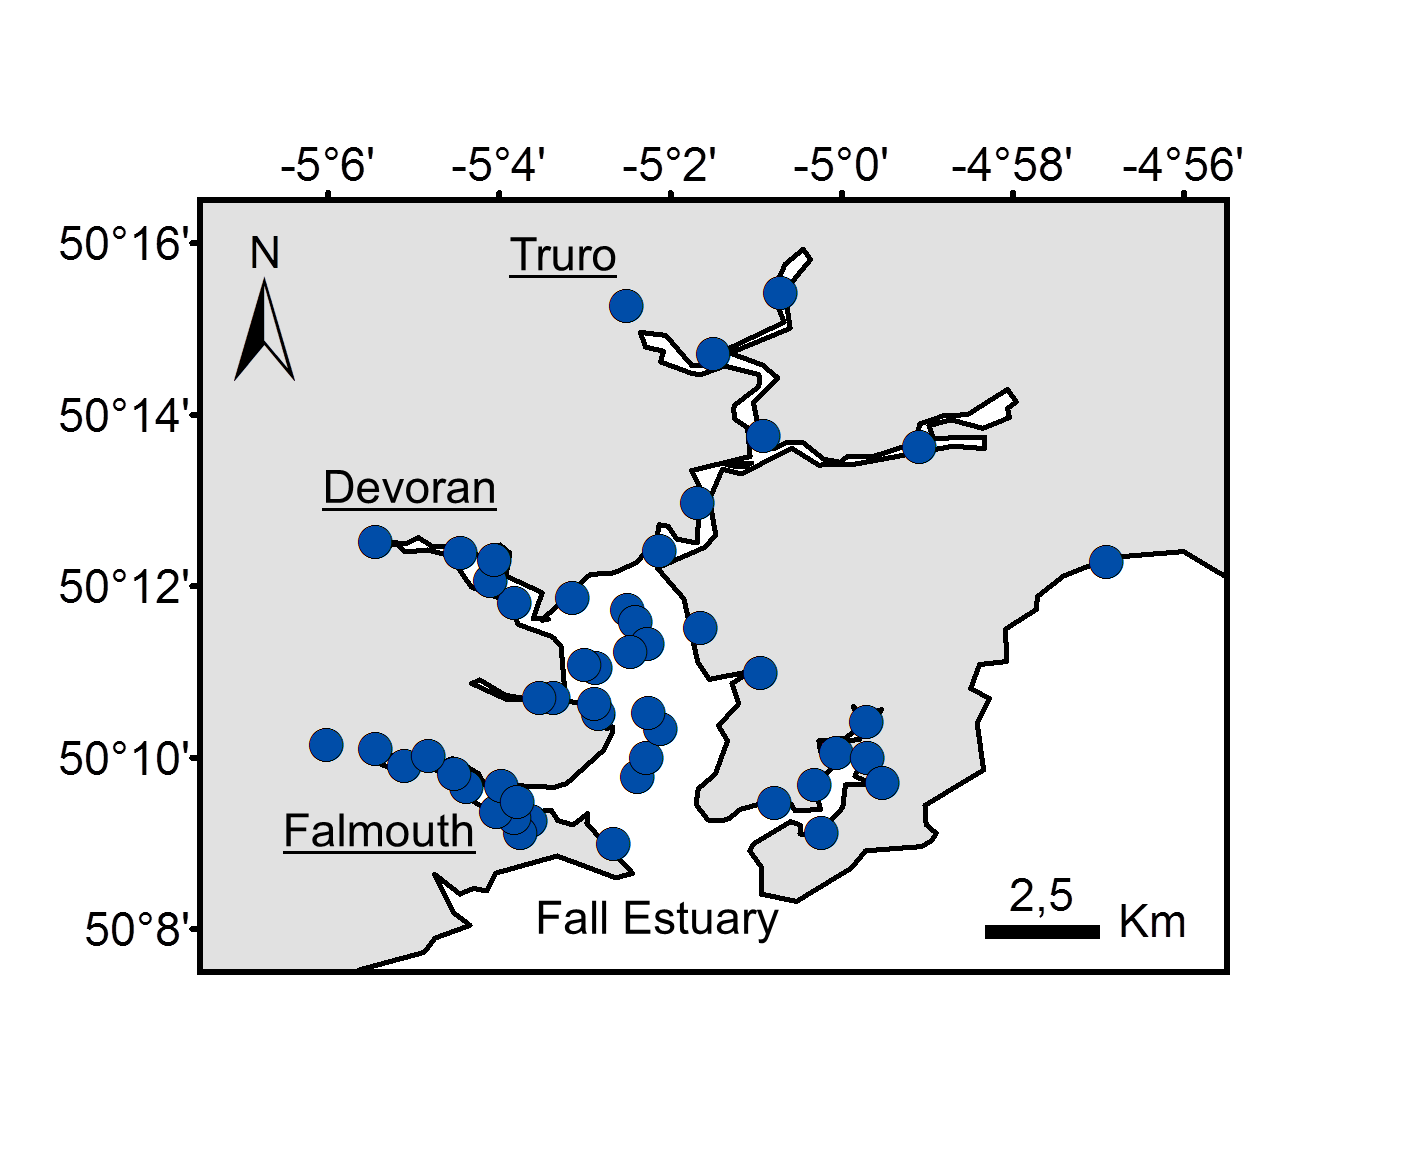 -5°6' -5°4' -5°2' -5°0' -4°58' -4°56'
50°16'
N
Truro
50°14'
Devoran
50°12'
50°10'
Falmouth
2,5
Fall Estuary
Km
50°8'